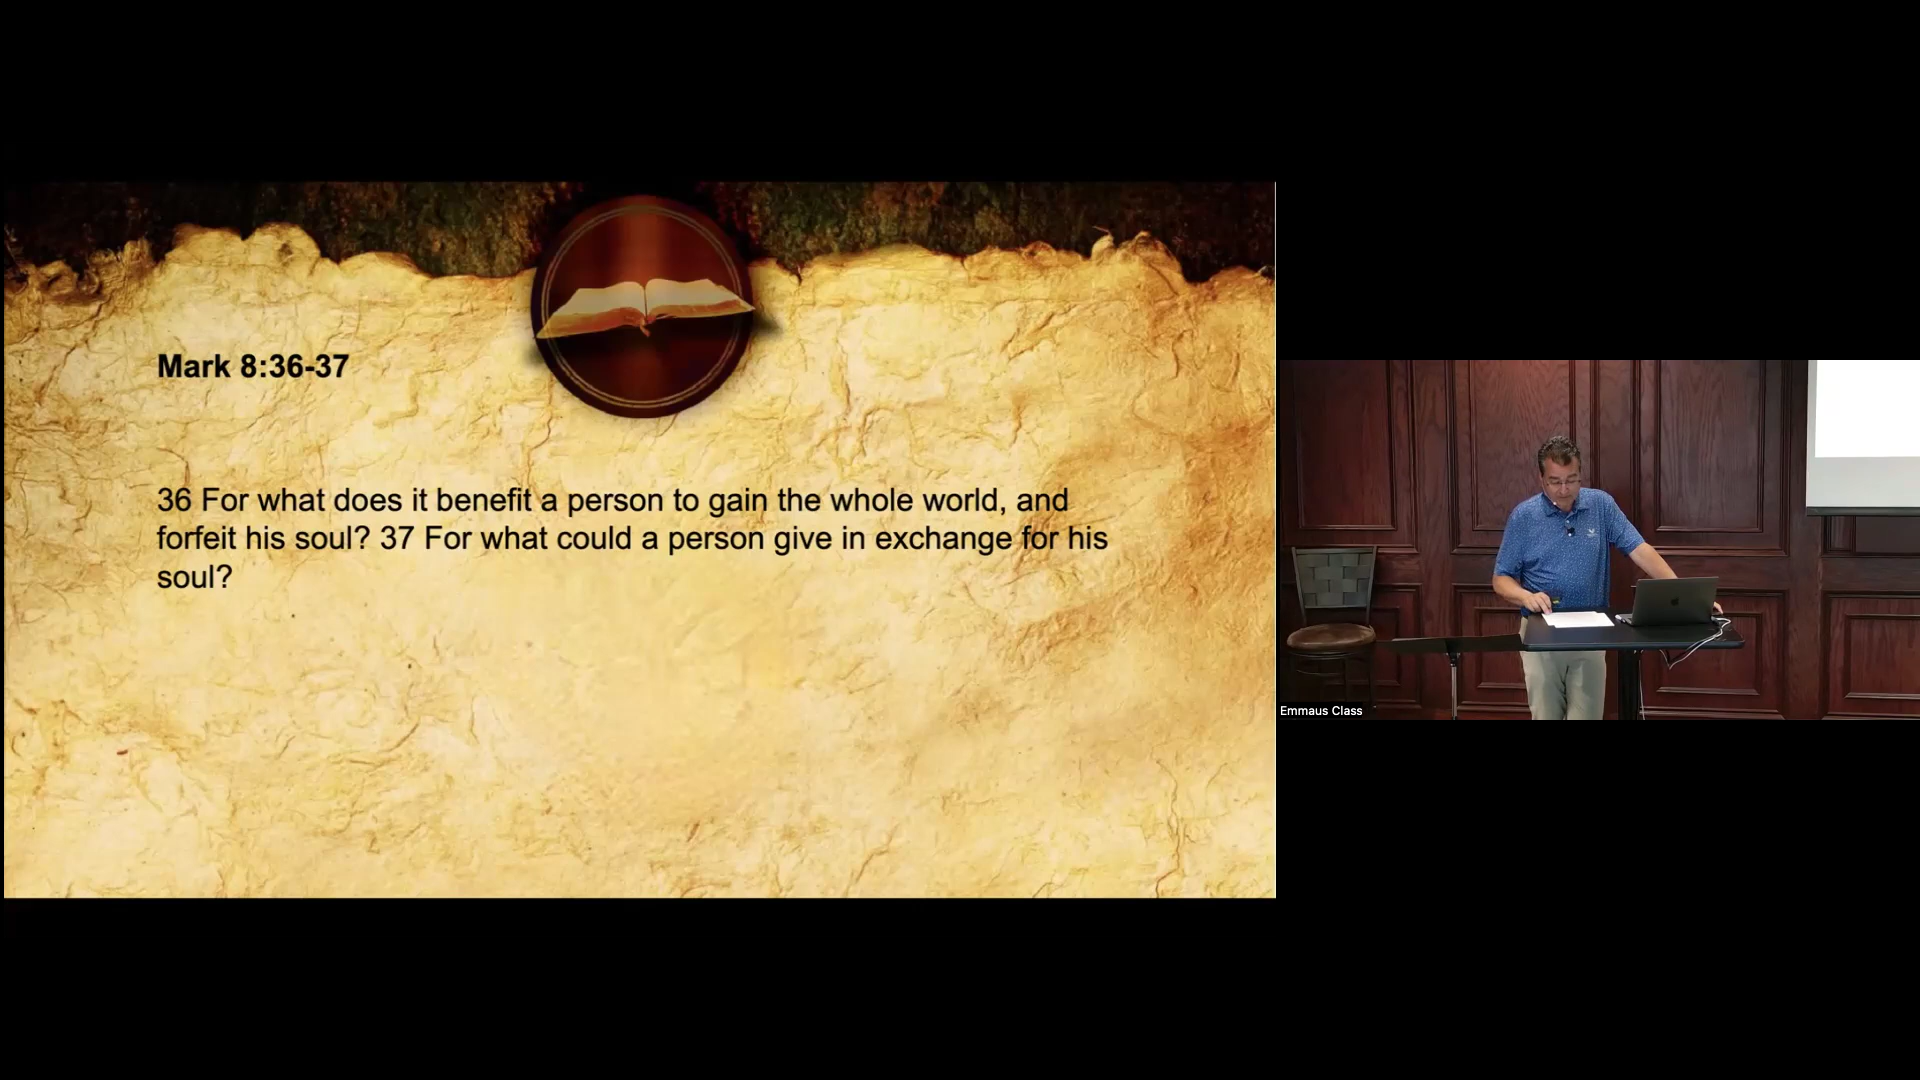 Mark 8:36-37
36 For what does it benefit a person to gain the whole world, and
forfeit his soul? 37 For what could a person give in exchange for his
soul?
Emmaus Class